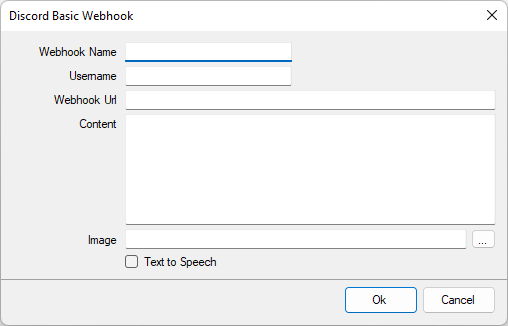 Discord Basic Webhook
Webhook Name
Username
Webhook Url
Content
Image
...
Text to Speech
Ok
Cancel